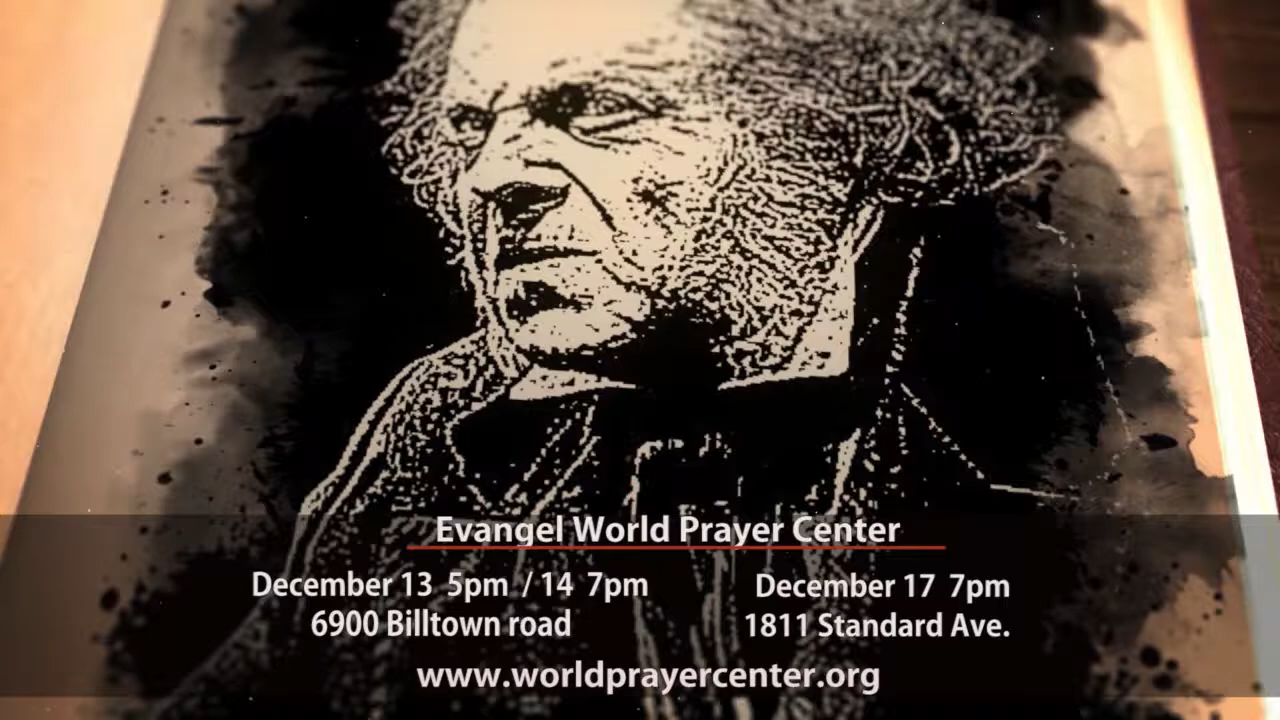 Evangel World Prayer Center
December 13 5pm / 14 7pm
6900 Billtown road
December 17 7pm
1811 Standard Ave.
www.worldprayercenter.org